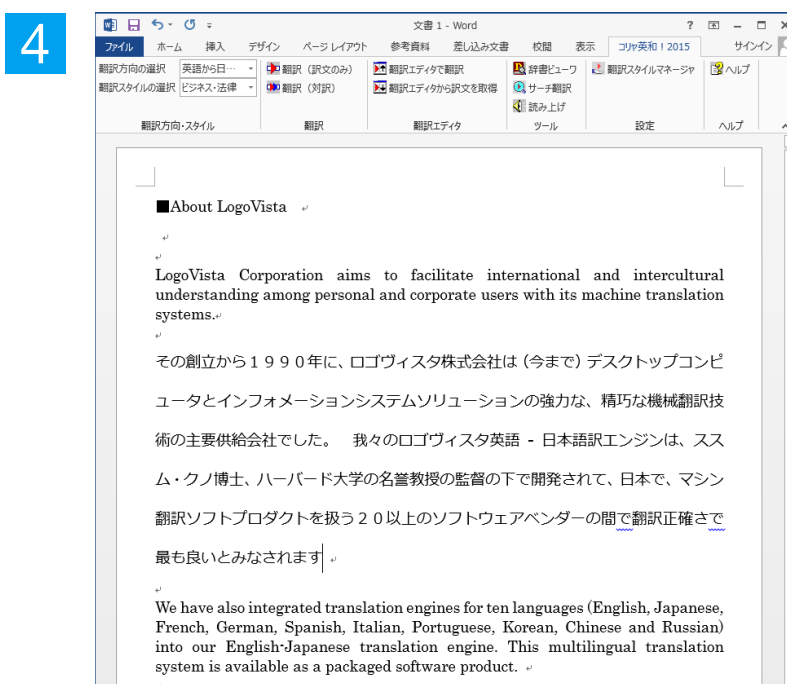 4
文書 1 - Word
ファイル ホーム 挿入 デザイン ページ レイアウト 参考資料 差し込み文書 校閲 表示 コリャ英和！2015 サインイン
翻訳方向の選択 英語から日… 翻訳（訳文のみ） 翻訳エディタで翻訳 辞書ビューワ 翻訳スタイルマネージャ ヘルプ
翻訳スタイルの選択 ビジネス・法律 翻訳（対訳） 翻訳エディタから訳文を取得 サーチ翻訳
読み上げ
翻訳方向・スタイル 翻訳 翻訳エディタ ツール 設定 ヘルプ
■About LogoVista
LogoVista Corporation aims to facilitate international and intercultural
understanding among personal and corporate users with its machine translation
systems.
その創立から１９９０年に、ロゴヴィスタ株式会社は（今まで）デスクトップコンピ
ュータとインフォメーションシステムソリューションの強力な、精巧な機械翻訳技
術の主要供給会社でした。　我々のロゴヴィスタ英語 - 日本語訳エンジンは、スス
ム・クノ博士、ハーバード大学の名誉教授の監督の下で開発されて、日本で、マシン
翻訳ソフトプロダクトを扱う２０以上のソフトウェアベンダーの間で翻訳正確さで
最も良いとみなされます
We have also integrated translation engines for ten languages (English, Japanese,
French, German, Spanish, Italian, Portuguese, Korean, Chinese and Russian)
into our English-Japanese translation engine. This multilingual translation
system is available as a packaged software product.